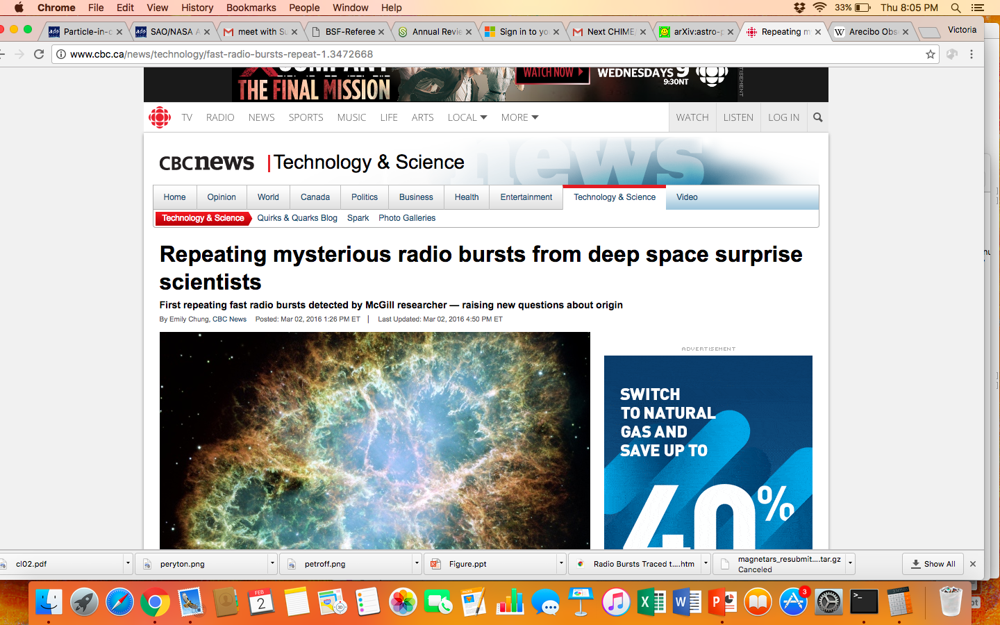 Chrome File Edit View History Bookmarks People Window Help 33% Thu 8:05 PM
Particle-in-c SAO/NASA A meet with Su BSF-Referee Annual Revie Sign in to yo Next CHIME, arXiv:astro-p Repeating m Arecibo Obs Victoria
www.cbc.ca/news/technology/fast-radio-bursts-repeat-1.3472668
COMPANY
THE FINAL MISSION
WATCH NOW
WEDNESDAYS 9
9:30NT
TV RADIO NEWS SPORTS MUSIC LIFE ARTS LOCAL MORE WATCH LISTEN LOG IN
news
CBCnews Technology & Science
Home Opinion World Canada Politics Business Health Entertainment Technology & Science Video
Technology & Science Quirks & Quarks Blog Spark Photo Galleries
Repeating mysterious radio bursts from deep space surprise
scientists
First repeating fast radio bursts detected by McGill researcher — raising new questions about origin
By Emily Chung, CBC News Posted: Mar 02, 2016 1:26 PM ET | Last Updated: Mar 02, 2016 4:50 PM ET
ADVERTISEMENT
SWITCH
TO NATURAL
GAS AND
SAVE UP TO
40%
cl02.pdf peryton.png petroff.png Figure.ppt Radio Bursts Traced t....htm magnetars_resubmit....tar.gz Show All
Canceled
FEB
2
3